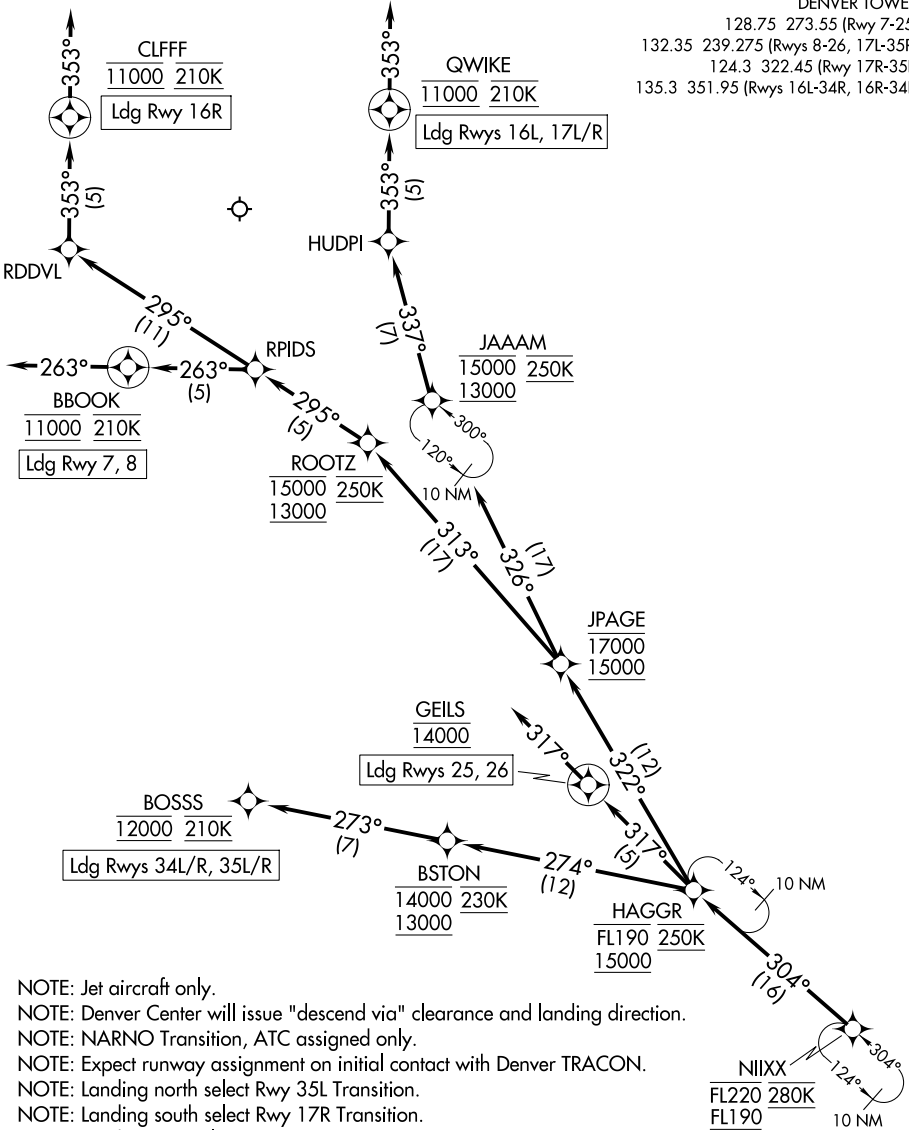 DENVER TOWER
128.75 273.55 (Rwy 7-25
132.35 239.275 (Rwys 8-26, 17L-35R
124.3 322.45 (Rwy 17R-35L
135.3 351.95 (Rwys 16L-34R, 16R-34L
353°
CLFFF
11000 210K
Ldg Rwy 16R
353°
(5)
RDDVL
353°
QWIKE
11000 210K
Ldg Rwys 16L, 17L/R
353°
(5)
HUDPI
295°
(11)
337°
(7)
RPIDS
263°
263°
(5)
BBOOK
11000 210K
Ldg Rwy 7, 8
295°
(5)
JAAAM
15000 250K
13000
300°
120°
10 NM
ROOTZ
15000 250K
13000
313°
(17)
326°
(17)
JPAGE
17000
15000
GEILS
14000
317°
Ldg Rwys 25, 26
322°
(12)
317°
(5)
BOSSS
12000 210K
Ldg Rwys 34L/R, 35L/R
273°
(7)
BSTON
14000 230K
13000
274°
(12)
124°
10 NM
HAGGR
FL190 250K
15000
304°
(16)
NIIXX
FL220 280K
FL190
304°
124°
10 NM
NOTE: Jet aircraft only.
NOTE: Denver Center will issue "descend via" clearance and landing direction.
NOTE: NARNO Transition, ATC assigned only.
NOTE: Expect runway assignment on initial contact with Denver TRACON.
NOTE: Landing north select Rwy 35L Transition.
NOTE: Landing south select Rwy 17R Transition.